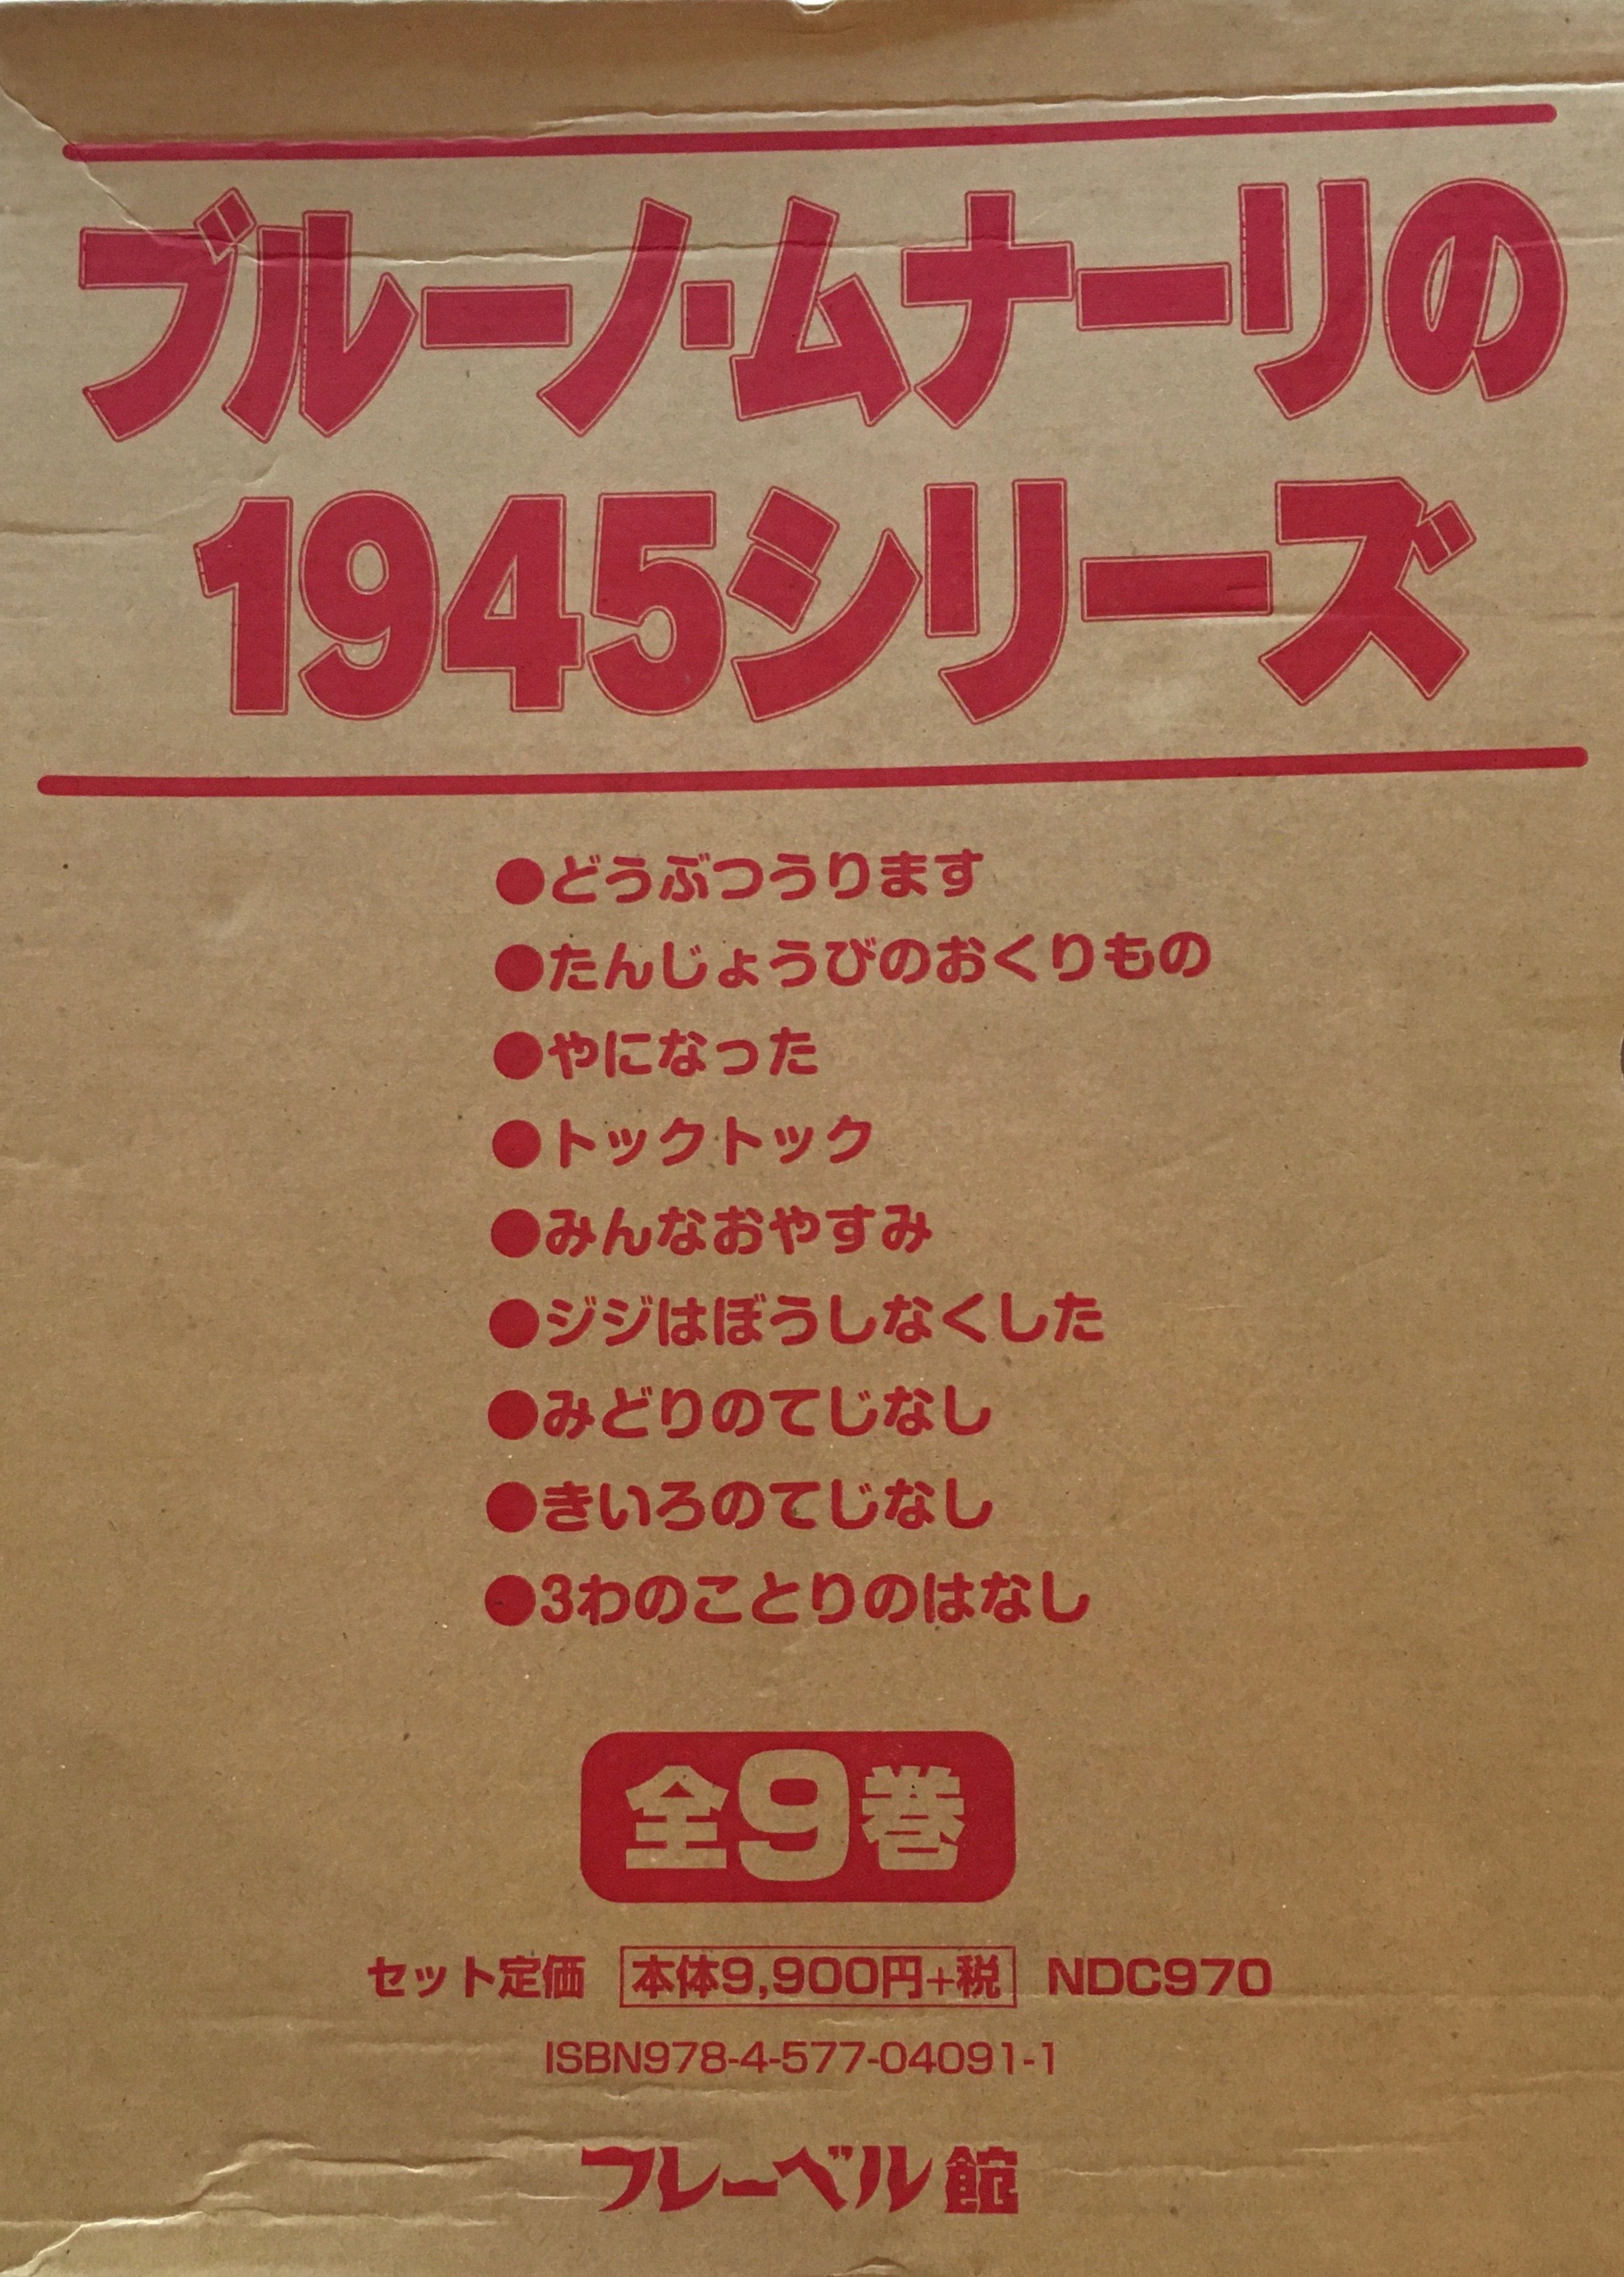 ブルーノ・ムナーリの
1945シリーズ
●どうぶつうります
●たんじょうびのおくりもの
●やになった
●トックトック
●みんなおやすみ
●ジジはぼうしなくした
●みどりのてじなし
●きいろのてじなし
●3わのことりのはなし
全9巻
セット定価 本体9,900円+税 NDC970
ISBN978-4-577-04091-1
フレーベル館